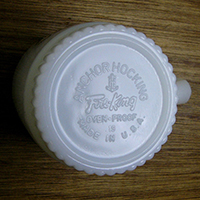 ANCHOR HOCKING
Fire-King
OVEN-PROOF
MADE IN U.S.A.